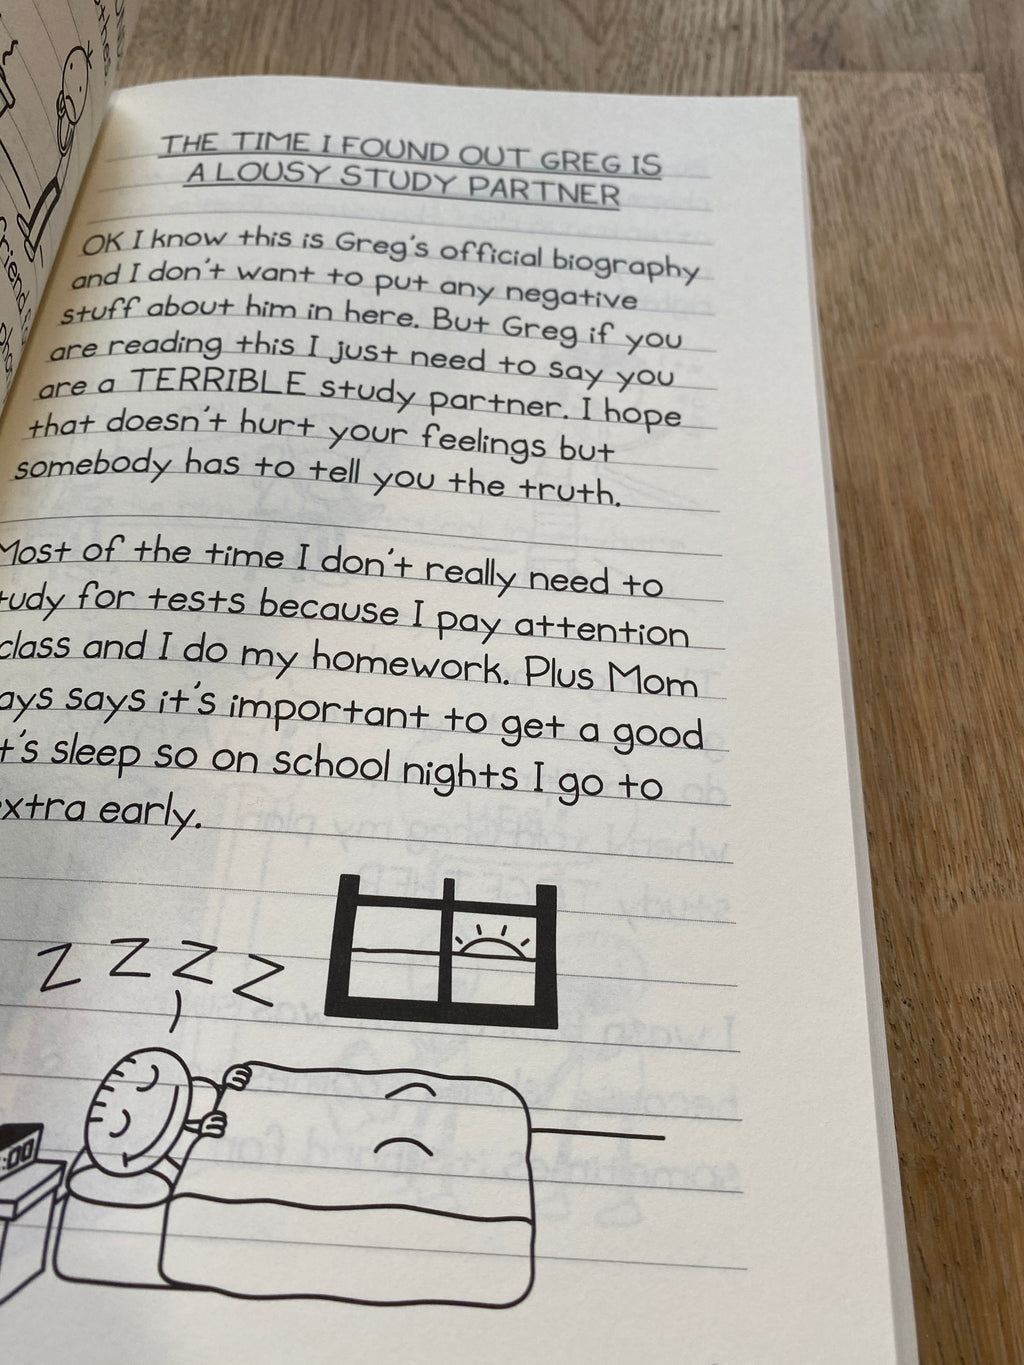 THE TIME I FOUND OUT GREG IS
A LOUSY STUDY PARTNER
OK I know this is Greg's official biography
and I don't want to put any negative
stuff about him in here. But Greg if you
are reading this I just need to say you
are a TERRIBLE study partner. I hope
that doesn't hurt your feelings but
somebody has to tell you the truth.
Most of the time I don't really need to
tudy for tests because I pay attention
class and I do my homework. Plus Mom
ays says it's important to get a good
t's sleep so on school nights I go to
extra early.
Z Z Z Z
:00